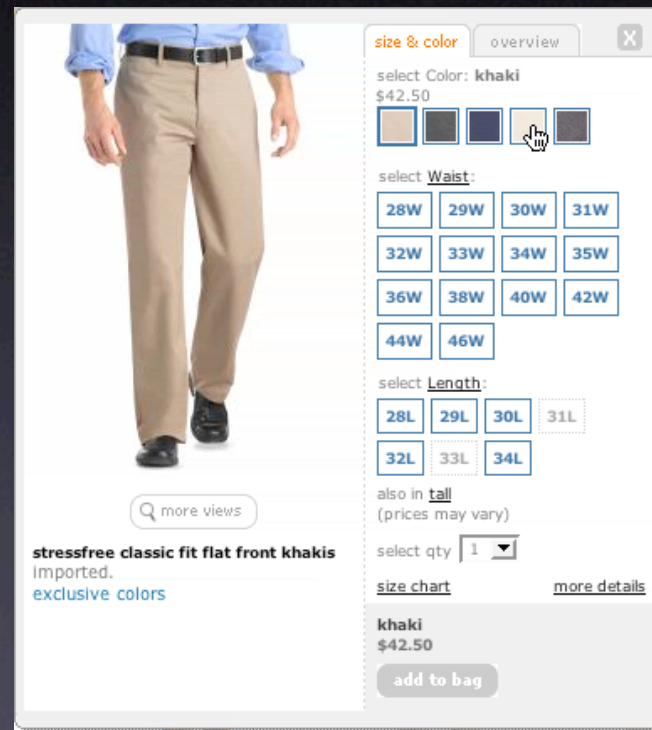 size & color
overview
X
select Color: khaki
$42.50
select Waist:
28W 29W 30W 31W
32W 33W 34W 35W
36W 38W 40W 42W
44W 46W
select Length:
28L 29L 30L 31L
32L 33L 34L
also in tall
(prices may vary)
select qty 1
size chart
more details
khaki
$42.50
add to bag
more views
stressfree classic fit flat front khakis
imported.
exclusive colors